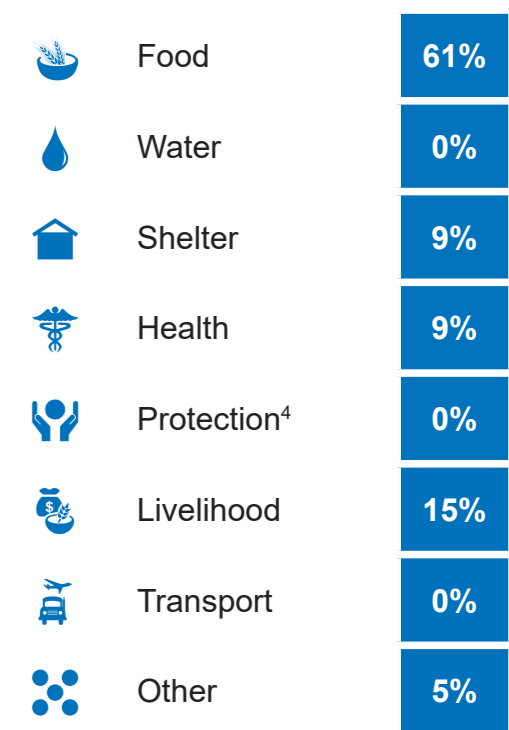 Food 61%
Water 0%
Shelter 9%
Health 9%
Protection⁴ 0%
Livelihood 15%
Transport 0%
Other 5%